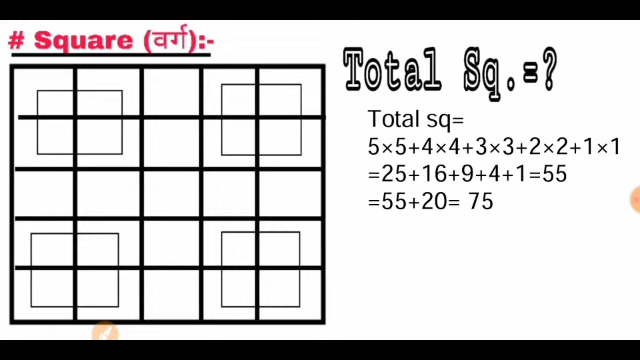 # Square (वर्ग):-
Total Sq.=?
Total sq=
5×5+4×4+3×3+2×2+1×1
=25+16+9+4+1=55
=55+20= 75